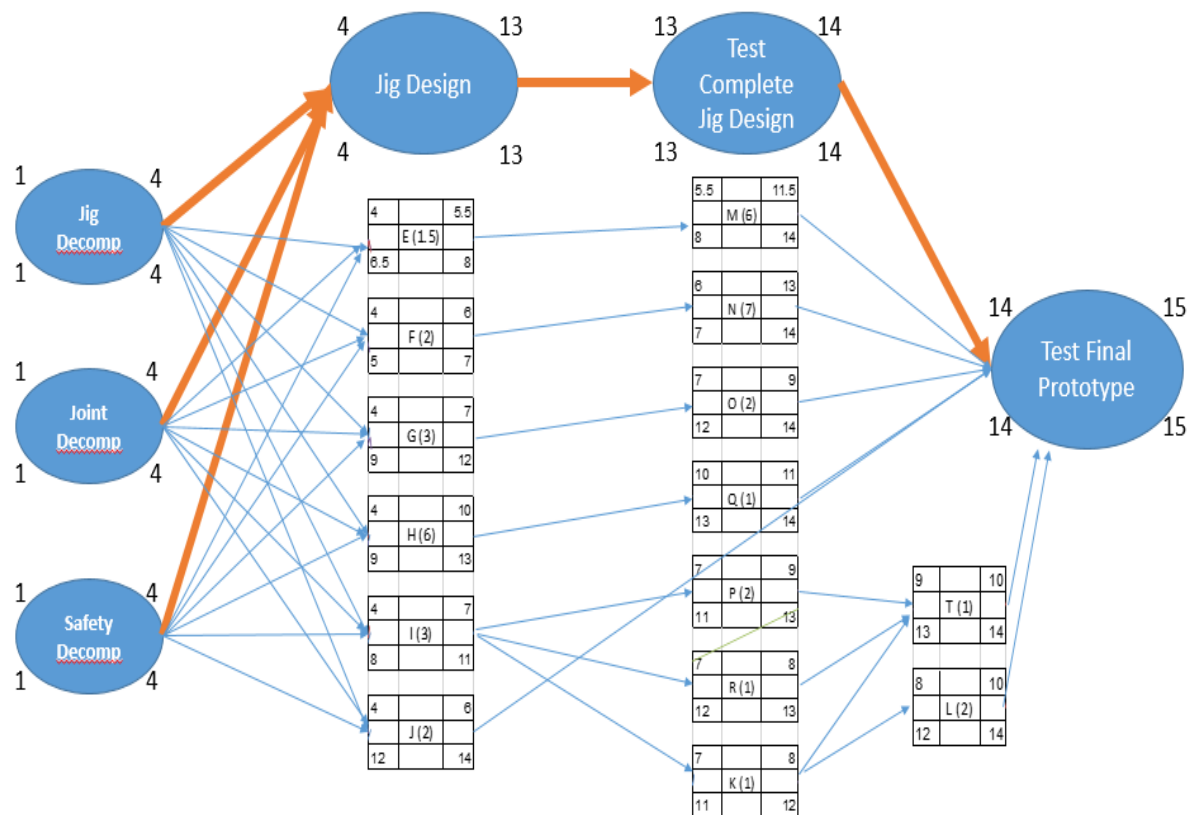 4 13
Jig Design
4 13
13 14
Test
Complete
Jig Design
13 14
1 4
Jig
Decomp
1 4
1 4
Joint
Decomp
1 4
1 4
Safety
Decomp
1 4
4 5.5
E (1.5)
6.5 8
4 6
F (2)
5 7
4 7
G (3)
9 12
4 10
H (6)
9 13
4 7
I (3)
8 11
4 6
J (2)
12 14
5.5 11.5
M (6)
8 14
6 13
N (7)
7 14
7 9
O (2)
12 14
10 11
Q (1)
13 14
7 9
P (2)
11 13
7 8
R (1)
12 13
7 8
K (1)
11 12
9 10
T (1)
13 14
8 10
L (2)
12 14
14 15
Test Final
Prototype
14 15